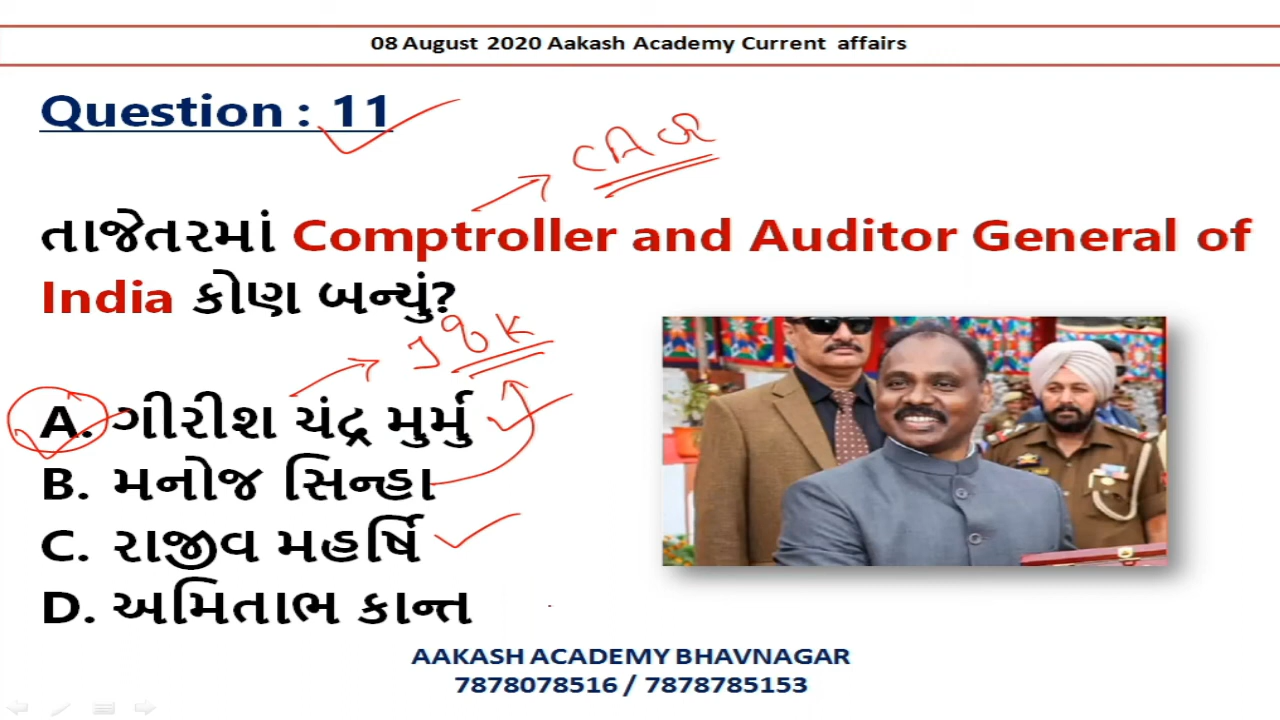 08 August 2020 Aakash Academy Current affairs
Question : 11
CAG
તાજેતરમાં Comptroller and Auditor General of
India કોણ બન્યું?
J&K
A. ગીરીશ ચંદ્ર મુર્મુ
B. મનોજ સિન્હા
C. રાજીવ મહર્ષિ
D. અમિતાભ કાન્ત
AAKASH ACADEMY BHAVNAGAR
7878078516 / 7878785153